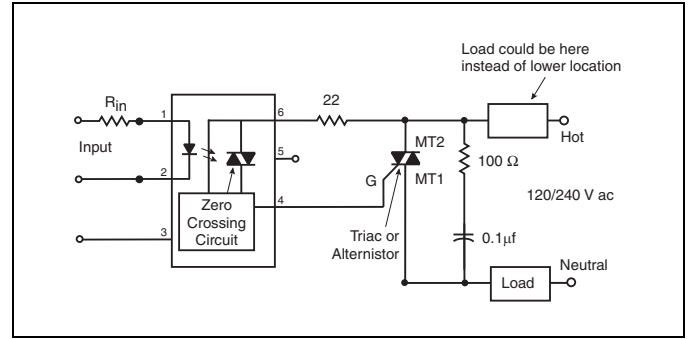 Load could be here
instead of lower location
Rin
1
6
22
Hot
Input
MT2
5
100 Ω
G
MT1
2
120/240 V ac
4
Zero
Crossing
Circuit
Triac or
Alternistor
0.1µf
3
Neutral
Load